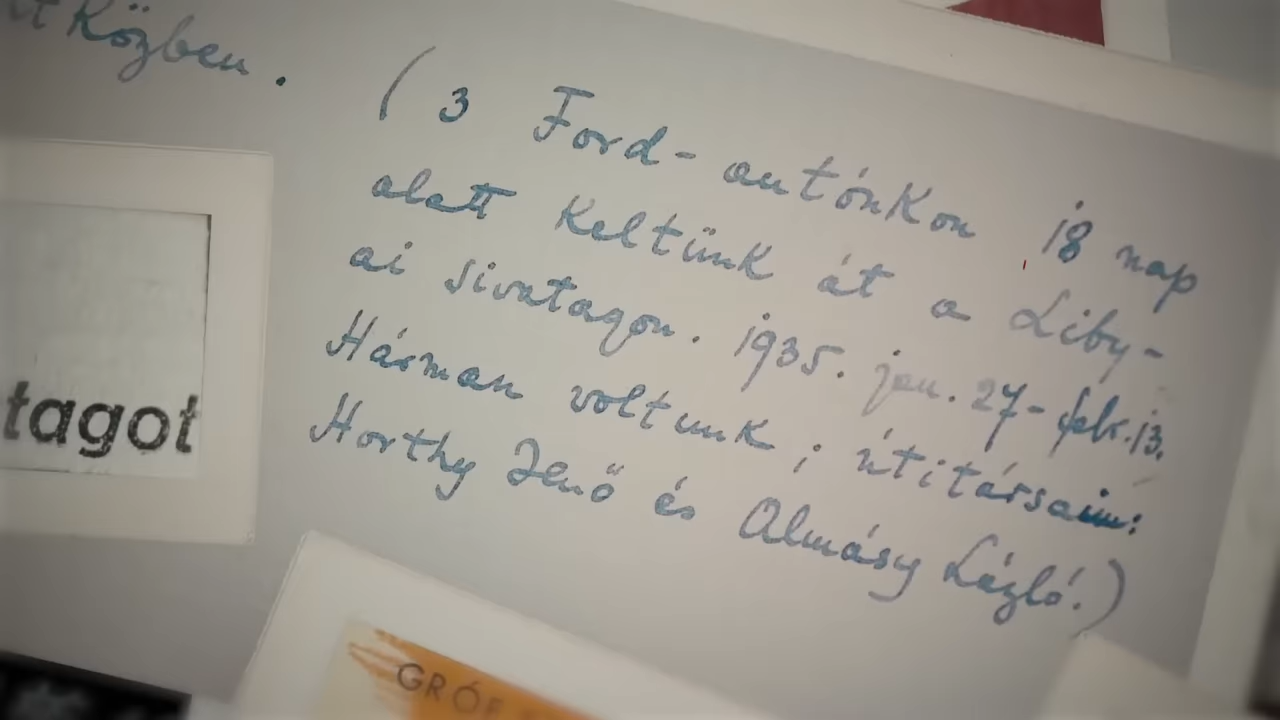 közben.
(3 Ford-autónkon 18 nap
alatt keltünk át a Liby-
ai sivatagon. 1935. jan. 27-febr. 13.
Hárman voltunk; útitársaim:
Horthy Jenő és Almásy László.)
tagot
GRÓF